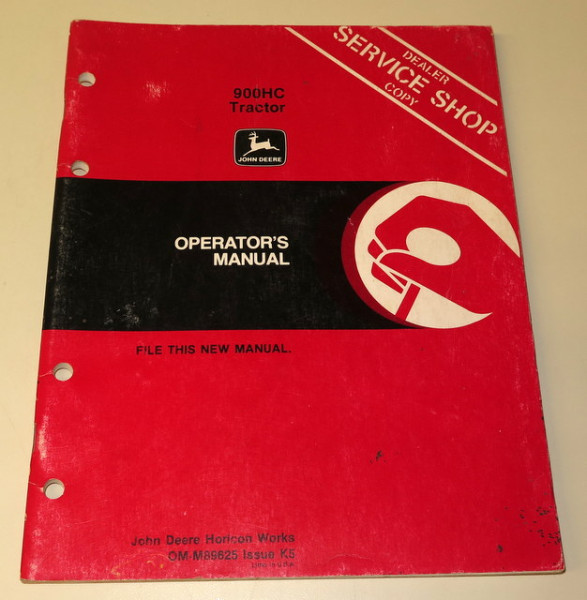 DEALER
SERVICE SHOP
COPY
900HC
Tractor
JOHN DEERE
OPERATOR'S
MANUAL
FILE THIS NEW MANUAL.
John Deere Horicon Works
OM-M89625 Issue K5